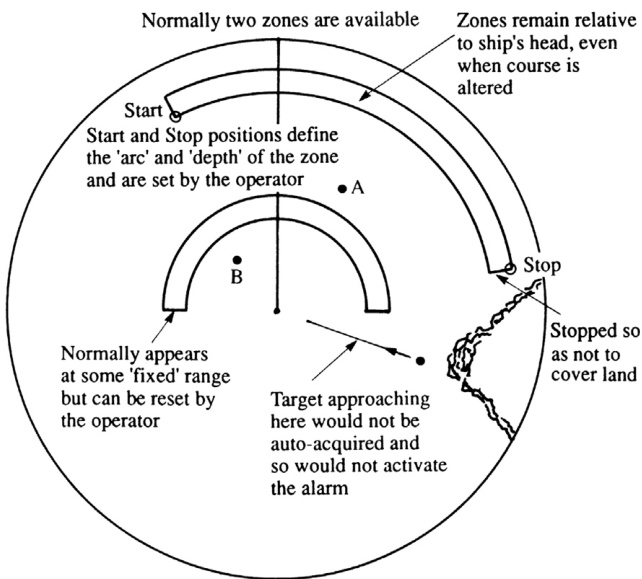 Normally two zones are available
Zones remain relative
to ship's head, even
when course is
altered
Start
Start and Stop positions define
the 'arc' and 'depth' of the zone
and are set by the operator
A
B
Stop
Stopped so
as not to
cover land
Normally appears
at some 'fixed' range
but can be reset by
the operator
Target approaching
here would not be
auto-acquired and
so would not activate
the alarm